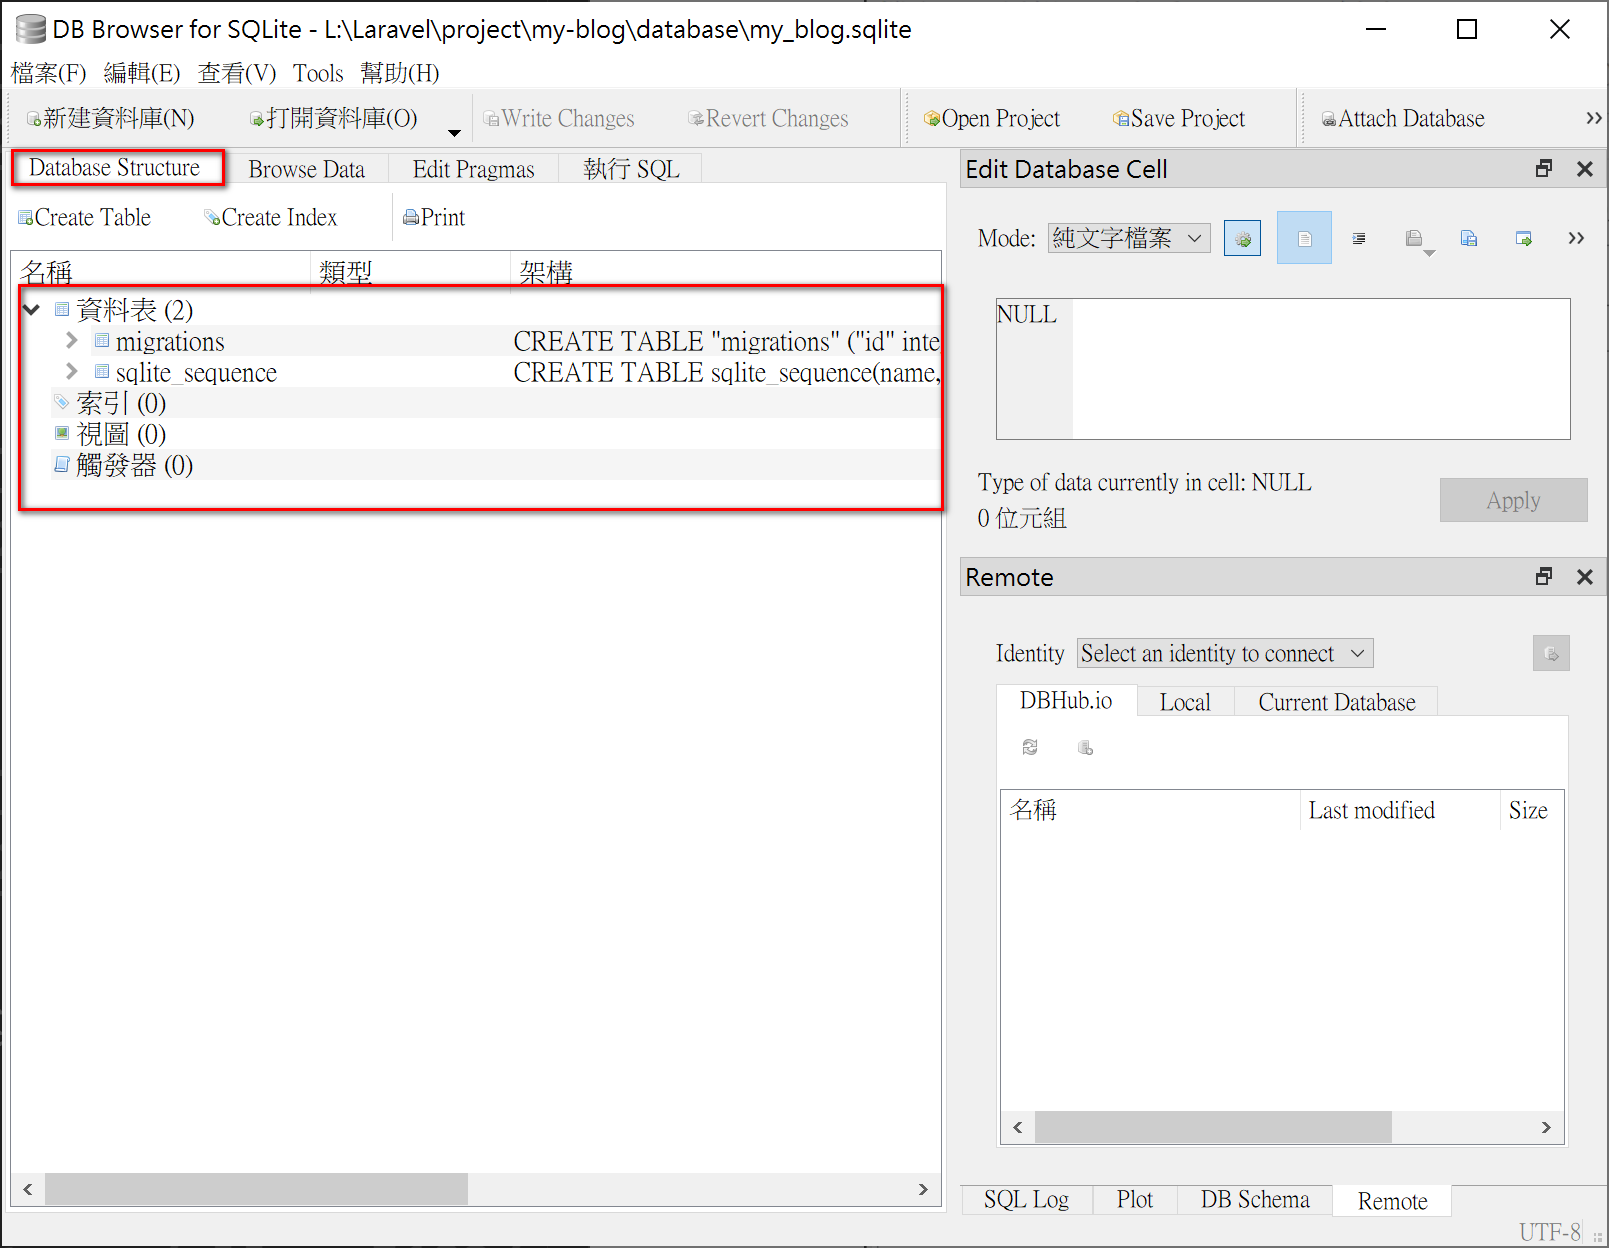 DB Browser for SQLite - L:\Laravel\project\my-blog\database\my_blog.sqlite
檔案(F) 編輯(E) 查看(V) Tools 幫助(H)
新建資料庫(N) 打開資料庫(O) Write Changes Revert Changes Open Project Save Project Attach Database
Database Structure Browse Data Edit Pragmas 執行 SQL
Create Table Create Index Print
名稱 類型 架構
資料表 (2)
migrations CREATE TABLE "migrations" ("id" inte
sqlite_sequence CREATE TABLE sqlite_sequence(name,
索引 (0)
視圖 (0)
觸發器 (0)
Edit Database Cell
Mode: 純文字檔案
NULL
Type of data currently in cell: NULL
0 位元組
Apply
Remote
Identity Select an identity to connect
DBHub.io Local Current Database
名稱 Last modified Size
SQL Log Plot DB Schema Remote
UTF-8